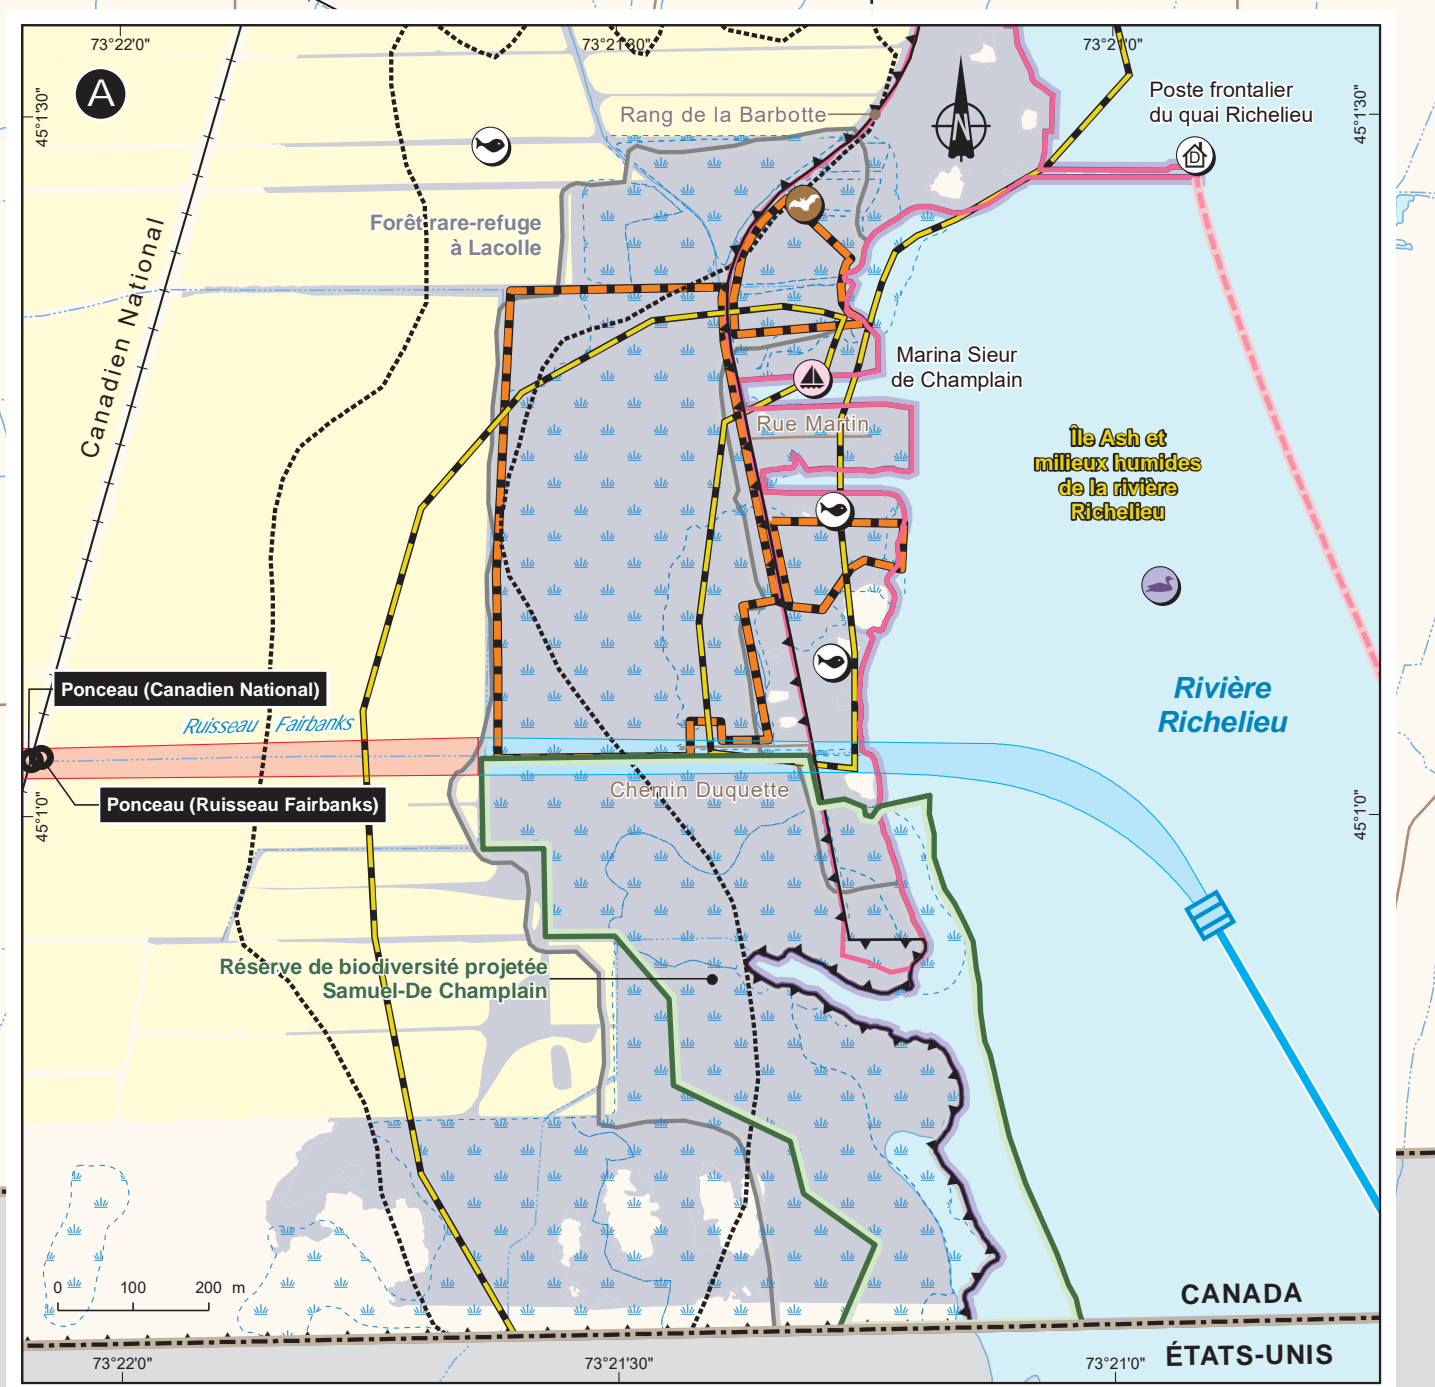 73°22'0"
73°21'30"
73°21'0"
A
45°1'30"
45°1'30"
N
Poste frontalier
du quai Richelieu
D
Rang de la Barbotte
Forêt rare-refuge
à Lacolle
Canadien National
Marina Sieur
de Champlain
Rue Martin
Île Ash et
milieux humides
de la rivière
Richelieu
Ponceau (Canadien National)
Ruisseau Fairbanks
Rivière
Richelieu
Ponceau (Ruisseau Fairbanks)
Chemin Duquette
45°1'0"
45°1'0"
Réserve de biodiversité projetée
Samuel-De Champlain
0 100 200 m
CANADA
ÉTATS-UNIS
73°22'0"
73°21'30"
73°21'0"